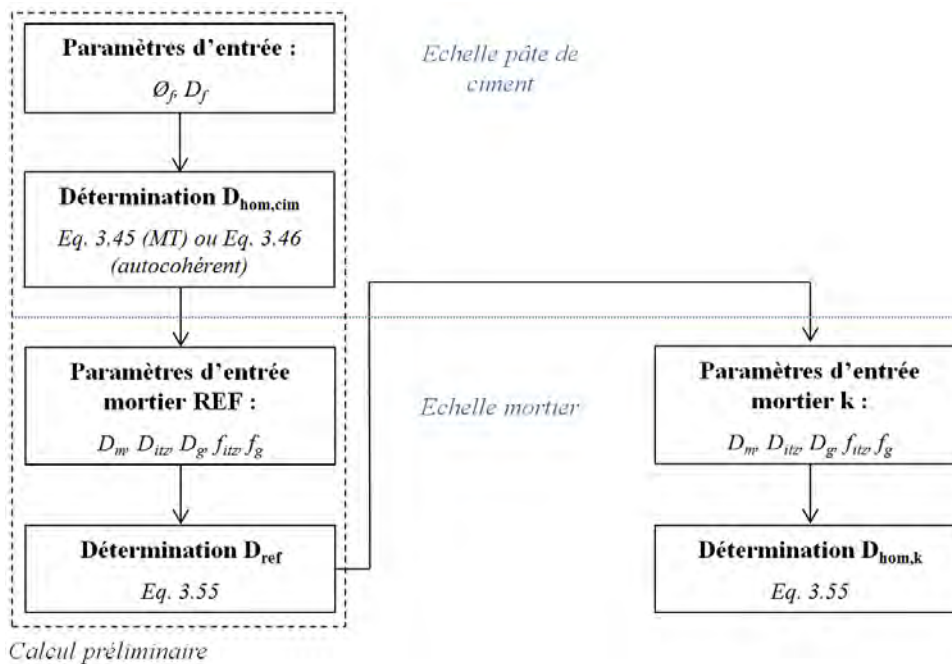 Paramètres d'entrée :
Ø_f, D_f
Echelle pâte de
ciment
Détermination D_hom,cim
Eq. 3.45 (MT) ou Eq. 3.46
(autocohérent)
Paramètres d'entrée
mortier REF :
D_m, D_itz, D_g, f_itz, f_g
Echelle mortier
Paramètres d'entrée
mortier k :
D_m, D_itz, D_g, f_itz, f_g
Détermination D_ref
Eq. 3.55
Détermination D_hom,k
Eq. 3.55
Calcul préliminaire